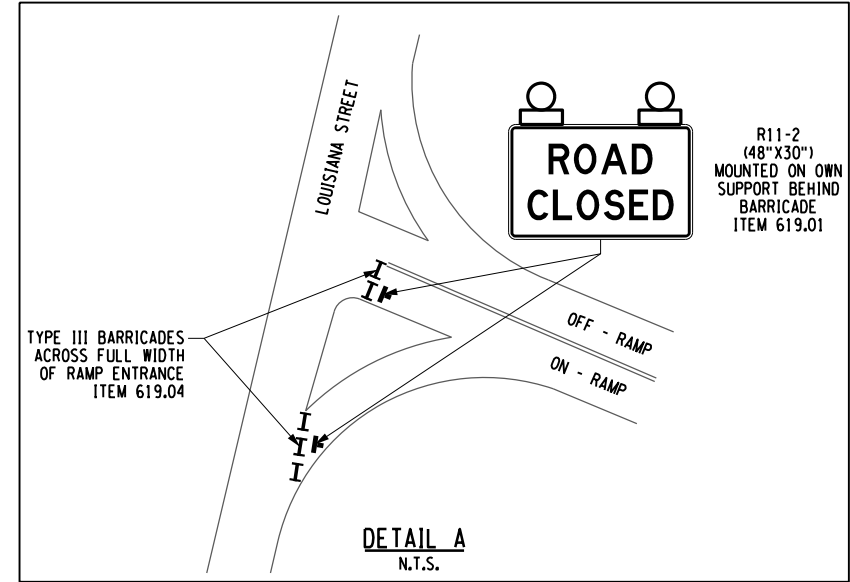 LOUISIANA STREET
ROAD
CLOSED
R11-2
(48"X30")
MOUNTED ON OWN
SUPPORT BEHIND
BARRICADE
ITEM 619.01
TYPE III BARRICADES
ACROSS FULL WIDTH
OF RAMP ENTRANCE
ITEM 619.04
OFF - RAMP
ON - RAMP
DETAIL A
N.T.S.